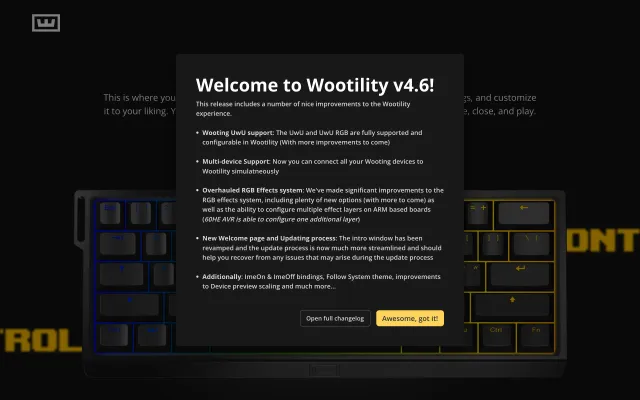 Welcome to Wootility v4.6!
This release includes a number of nice improvements to the Wootility
experience.
This is where you
gs, and customize
it to your liking. Y
e, close, and play.
Wooting UwU support: The UwU and UwU RGB are fully supported and
configurable in Wootility (With more improvements to come)
Multi-device Support: Now you can connect all your Wooting devices to
Wootility simulatneously
Overhauled RGB Effects system: We've made significant improvements to the
RGB effects system, including plenty of new options (with more to come) as
well as the ability to configure multiple effect layers on ARM based boards
(60HE AVR is able to configure one additional layer)
New Welcome page and Updating process: The intro window has been
revamped and the update process is now much more streamlined and should
help you recover from any issues that may arise during the update process
Additionally: ImeOn & ImeOff bindings, Follow System theme, improvements
to Device preview scaling and much more...
Open full changelog
Awesome, got it!
ONT
TROL
Fn